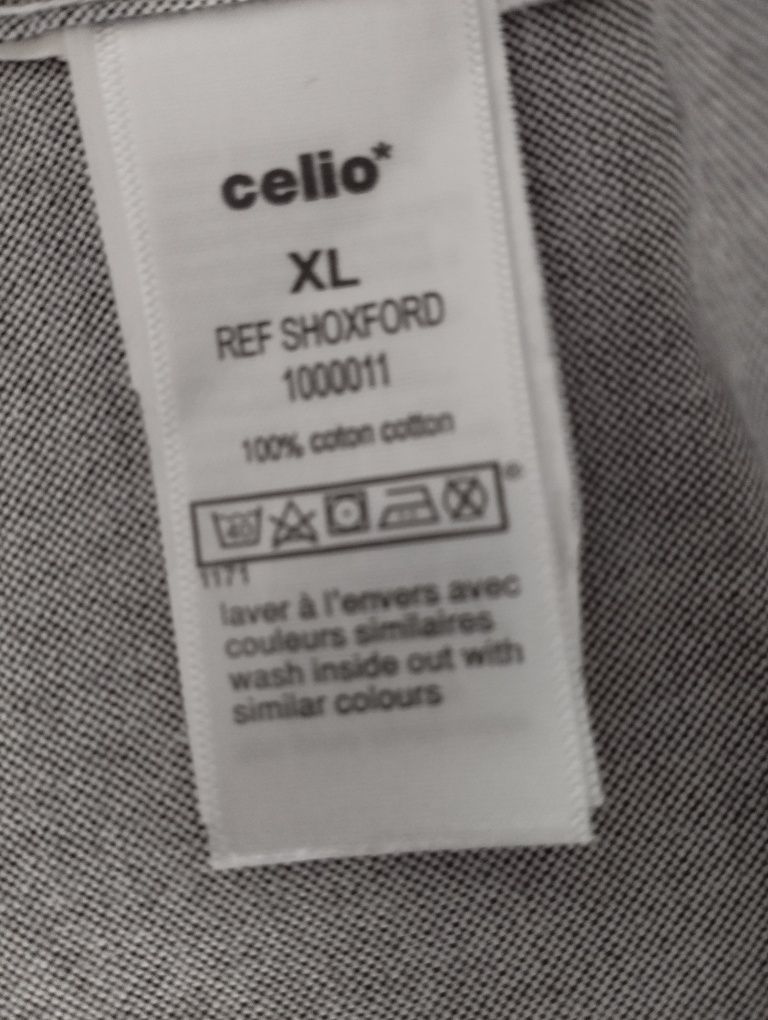 celio*
XL
REF SHOXFORD
1000011
100% coton cotton
1171
laver à l'envers avec
couleurs similaires
wash inside out with
similar colours